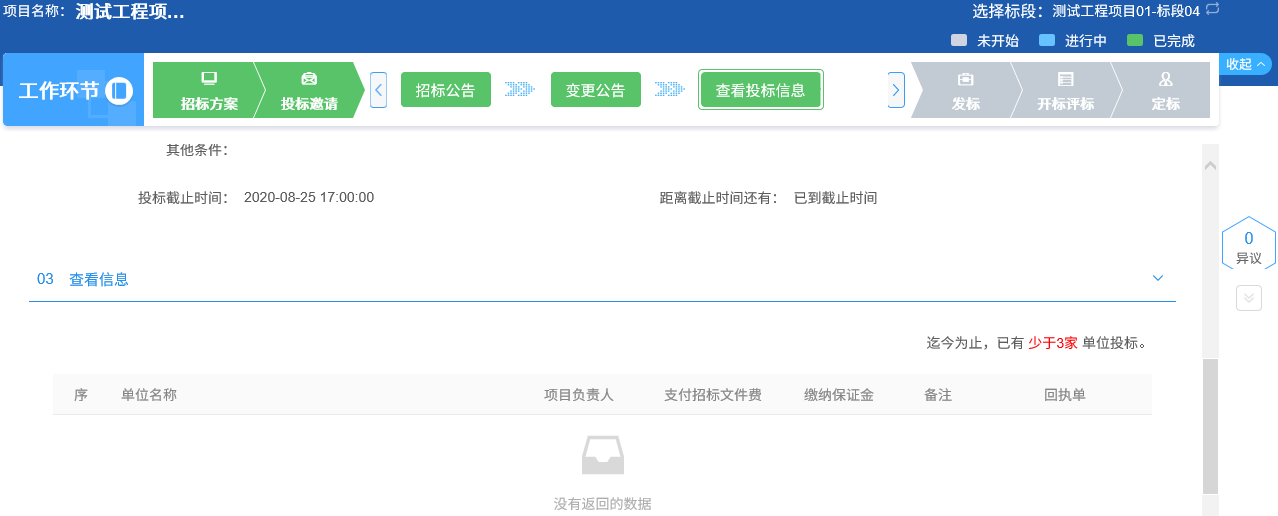 项目名称： 测试工程项... 选择标段：测试工程项目01-标段04
未开始 进行中 已完成
工作环节 招标方案 投标邀请 招标公告 变更公告 查看投标信息 发标 开标评标 定标 收起
其他条件：
投标截止时间： 2020-08-25 17:00:00 距离截止时间还有： 已到截止时间
0
异议
03 查看信息
迄今为止，已有 少于3家 单位投标。
序 单位名称 项目负责人 支付招标文件费 缴纳保证金 备注 回执单
没有返回的数据